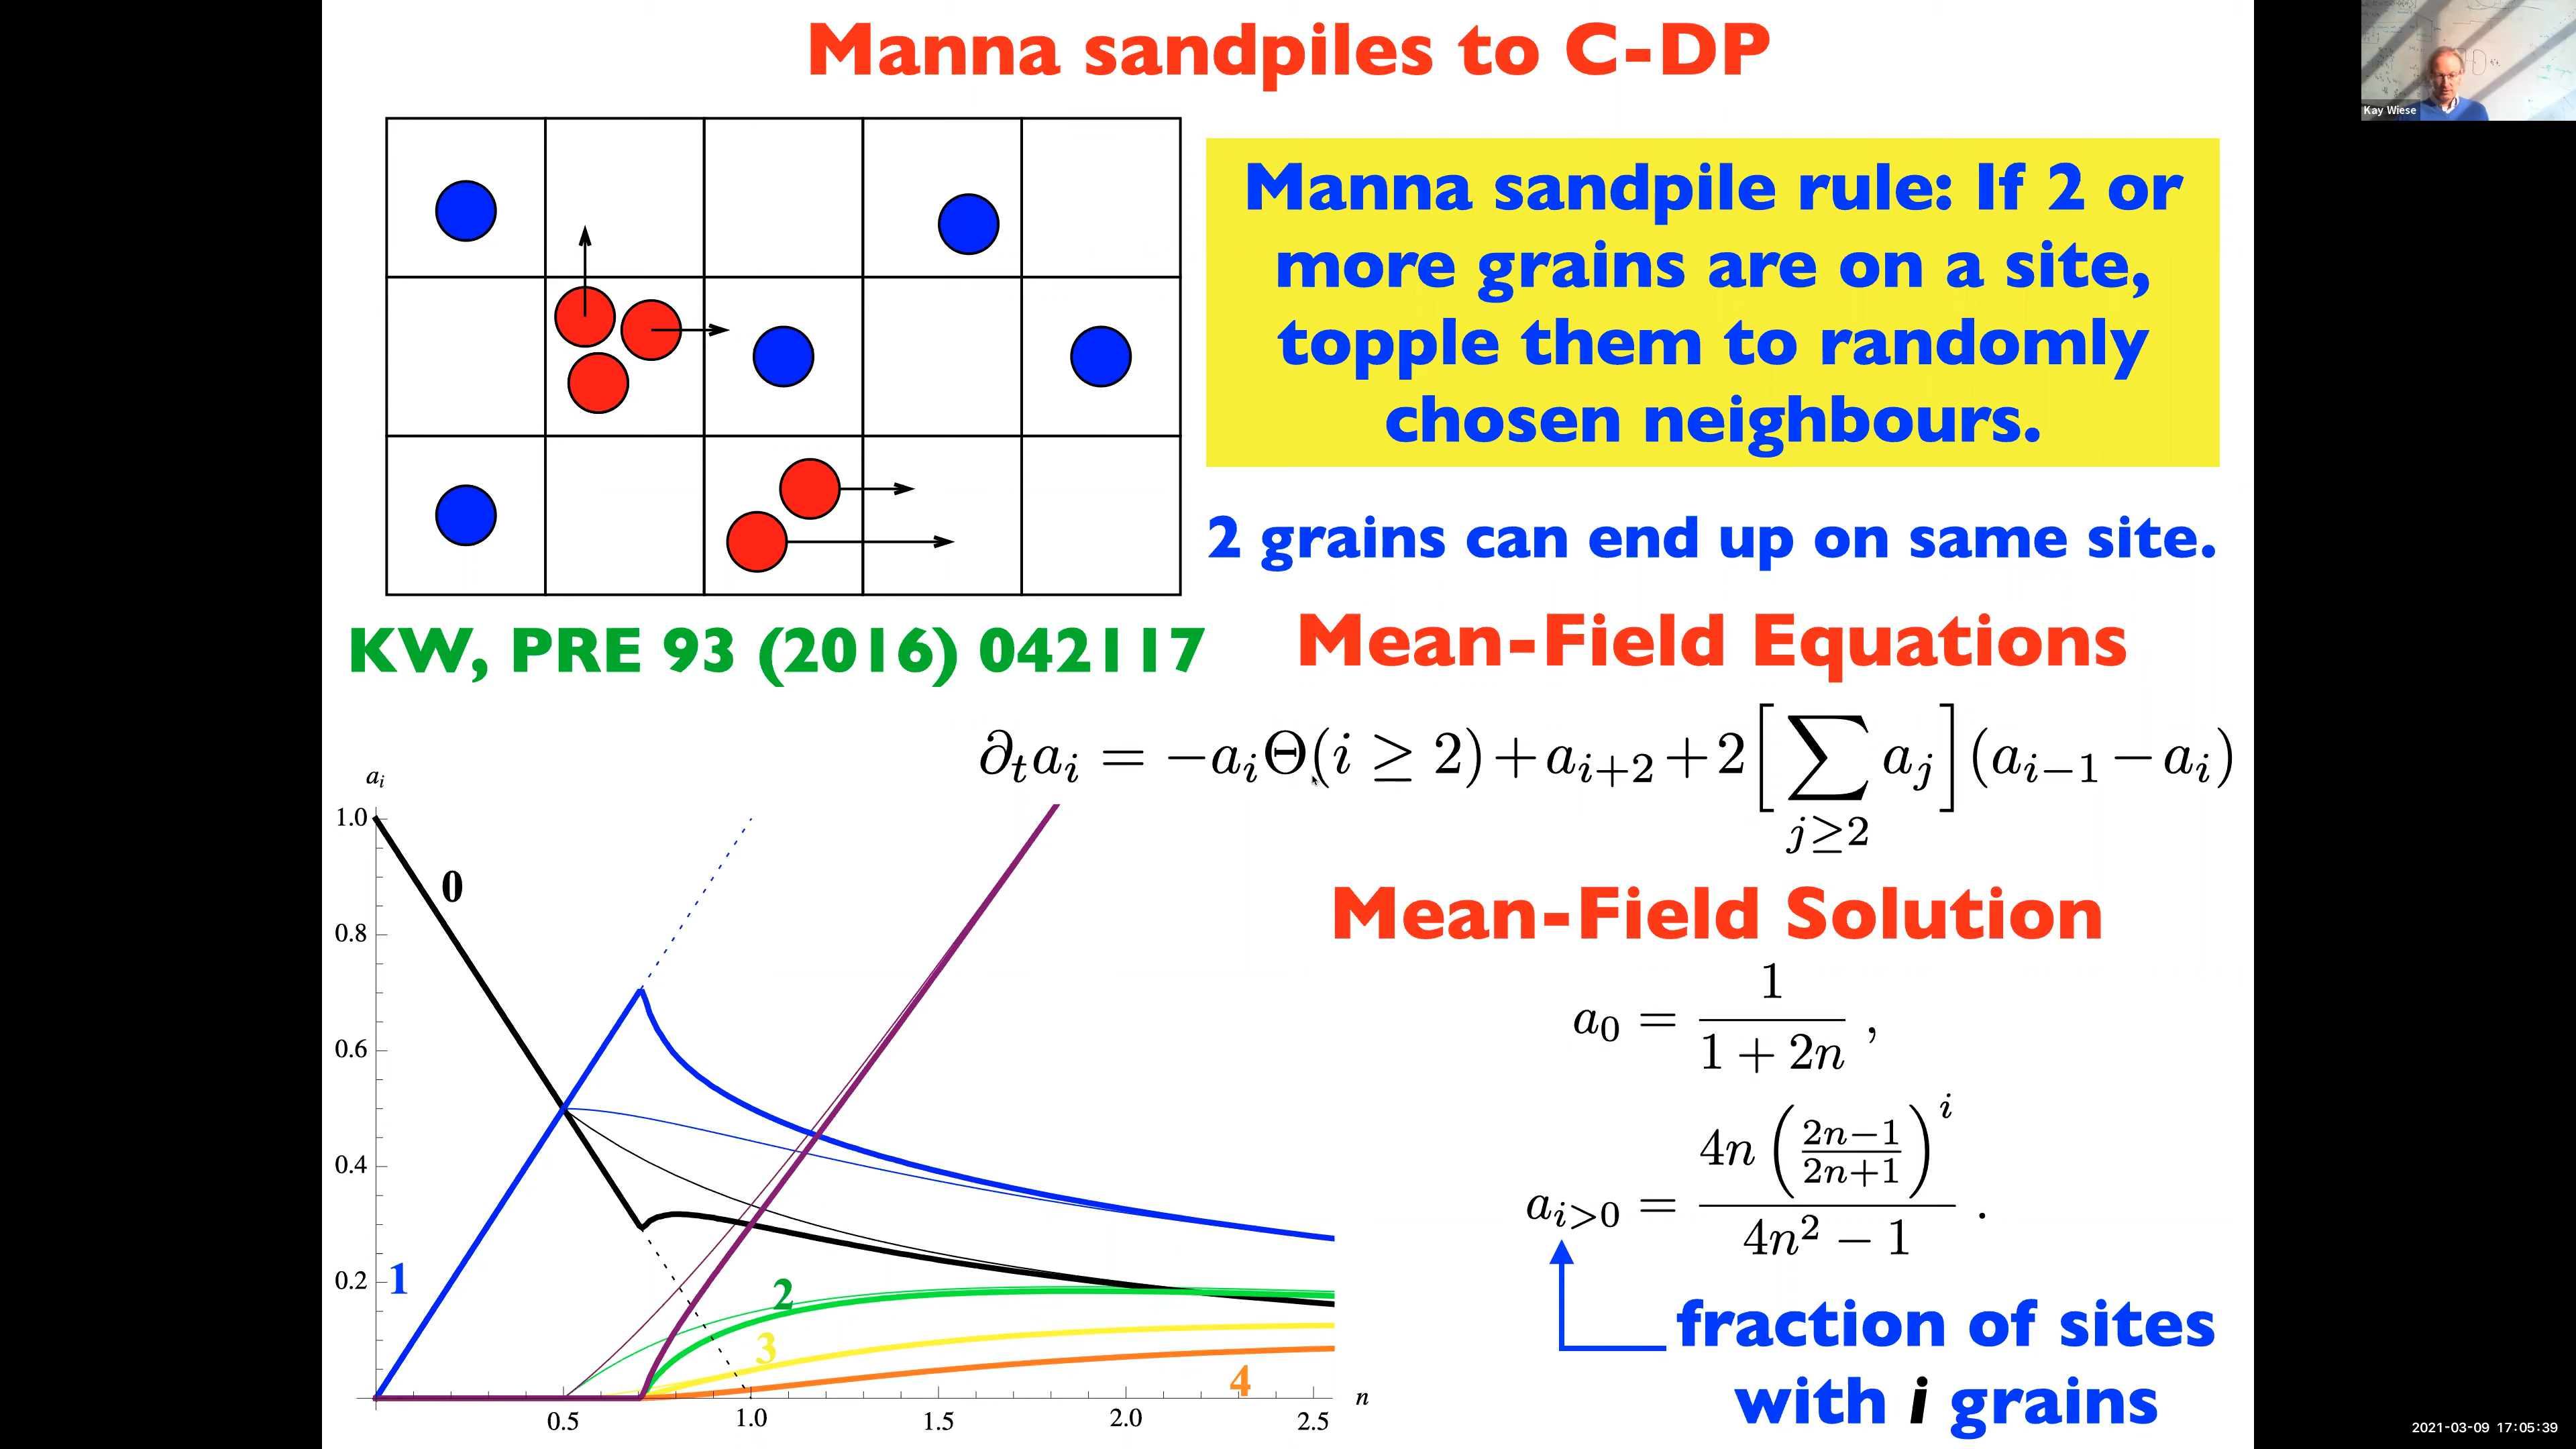 Manna sandpiles to C-DP
Kay Wiese
Manna sandpile rule: If 2 or
more grains are on a site,
topple them to randomly
chosen neighbours.
2 grains can end up on same site.
KW, PRE 93 (2016) 042117
Mean-Field Equations
∂_t a_i = −a_i Θ(i ≥ 2) + a_{i+2} + 2[∑_{j≥2} a_j](a_{i−1} − a_i)
a_i
1.0
0
0.8
0.6
0.4
0.2
1
2
3
4
0.5
1.0
1.5
2.0
2.5
n
Mean-Field Solution
a_0 = 1/(1 + 2n) ,
a_{i>0} = 4n ((2n−1)/(2n+1))^i / (4n² − 1) .
fraction of sites
with i grains
2021-03-09 17:05:39